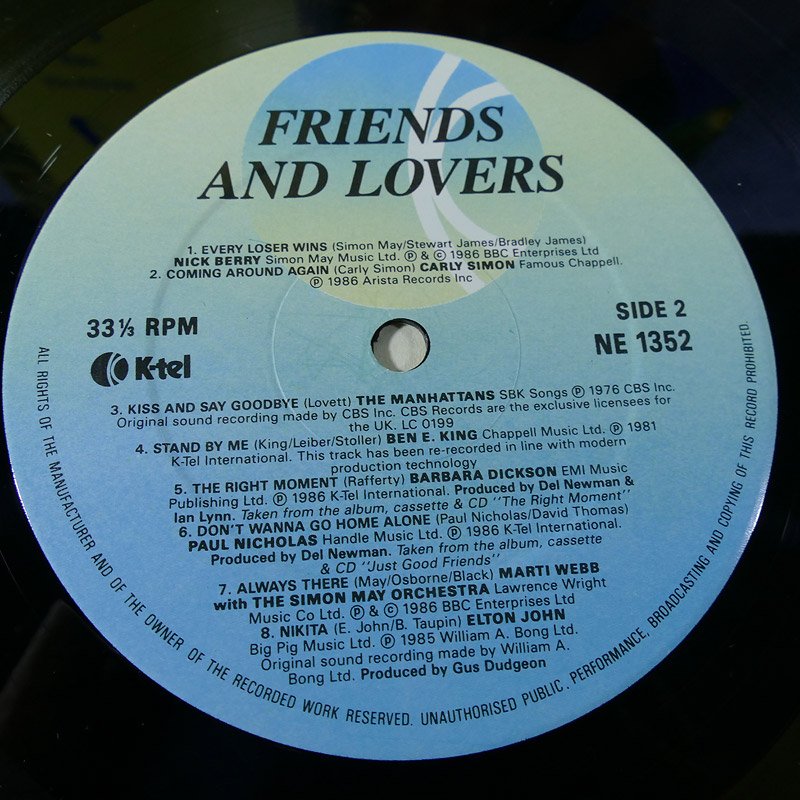 FRIENDS
AND LOVERS
1. EVERY LOSER WINS (Simon May/Stewart James/Bradley James)
NICK BERRY Simon May Music Ltd. ℗ & © 1986 BBC Enterprises Ltd
2. COMING AROUND AGAIN (Carly Simon) CARLY SIMON Famous Chappell.
℗ 1986 Arista Records Inc
33⅓ RPM
K-tel
SIDE 2
NE 1352
3. KISS AND SAY GOODBYE (Lovett) THE MANHATTANS SBK Songs ℗ 1976 CBS Inc.
Original sound recording made by CBS Inc. CBS Records are the exclusive licensees for
the UK. LC 0199
4. STAND BY ME (King/Leiber/Stoller) BEN E. KING Chappell Music Ltd. ℗ 1981
K-Tel International. This track has been re-recorded in line with modern
production technology
5. THE RIGHT MOMENT (Rafferty) BARBARA DICKSON EMI Music
Publishing Ltd. ℗ 1986 K-Tel International. Produced by Del Newman &
Ian Lynn. Taken from the album, cassette & CD "The Right Moment"
6. DON'T WANNA GO HOME ALONE (Paul Nicholas/David Thomas)
PAUL NICHOLAS Handle Music Ltd. ℗ 1986 K-Tel International.
Produced by Del Newman. Taken from the album, cassette
& CD "Just Good Friends"
7. ALWAYS THERE (May/Osborne/Black) MARTI WEBB
with THE SIMON MAY ORCHESTRA Lawrence Wright
Music Co Ltd. ℗ & © 1986 BBC Enterprises Ltd
8. NIKITA (E. John/B. Taupin) ELTON JOHN
Big Pig Music Ltd. ℗ 1985 William A. Bong Ltd.
Original sound recording made by William A.
Bong Ltd. Produced by Gus Dudgeon
ALL RIGHTS OF THE MANUFACTURER AND OF THE OWNER OF THE RECORDED WORK RESERVED. UNAUTHORISED PUBLIC. PERFORMANCE, BROADCASTING AND COPYING OF THIS RECORD PROHIBITED.